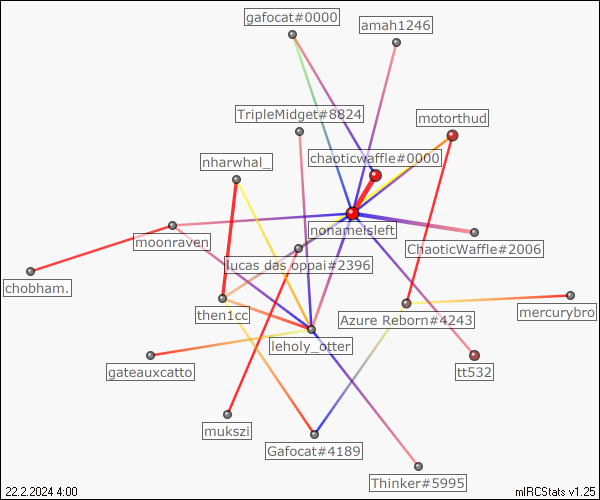 gafocat#0000
amah1246
TripleMidget#8824
motorthud
chaoticwaffle#0000
nharwhal_
nonameisleft
moonraven
ChaoticWaffle#2006
lucas das oppai#2396
chobham.
then1cc
Azure Reborn#4243
mercurybro
leholy_otter
gateauxcatto
tt532
mukszi
Gafocat#4189
Thinker#5995
22.2.2024 4:00
mIRCStats v1.25